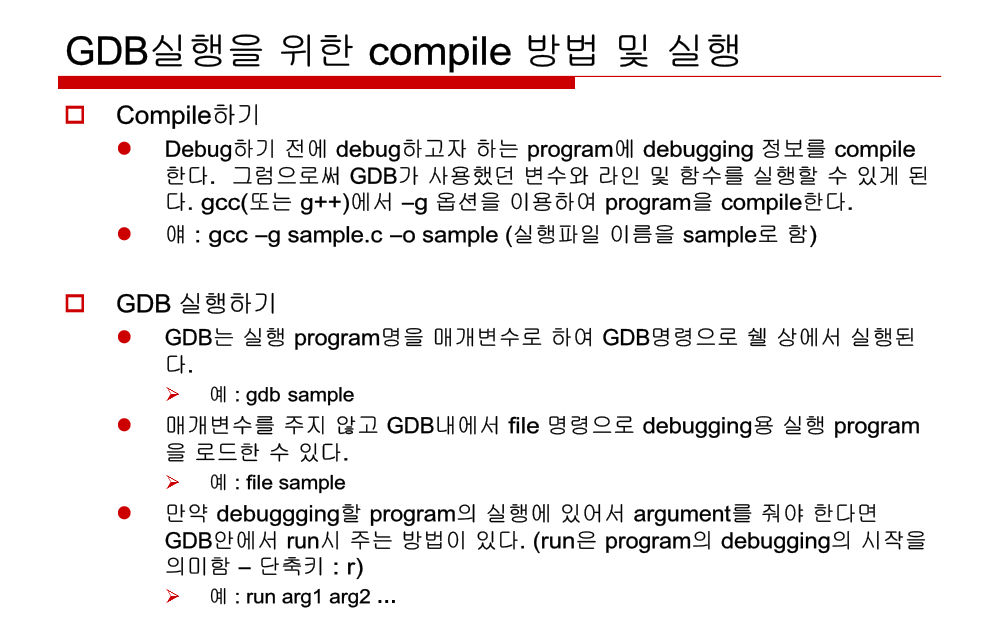 GDB실행을 위한 compile 방법 및 실행
Compile하기
Debug하기 전에 debug하고자 하는 program에 debugging 정보를 compile
한다. 그럼으로써 GDB가 사용했던 변수와 라인 및 함수를 실행할 수 있게 된
다. gcc(또는 g++)에서 –g 옵션을 이용하여 program을 compile한다.
얘 : gcc –g sample.c –o sample (실행파일 이름을 sample로 함)
GDB 실행하기
GDB는 실행 program명을 매개변수로 하여 GDB명령으로 쉘 상에서 실행된
다.
예 : gdb sample
매개변수를 주지 않고 GDB내에서 file 명령으로 debugging용 실행 program
을 로드한 수 있다.
예 : file sample
만약 debuggging할 program의 실행에 있어서 argument를 줘야 한다면
GDB안에서 run시 주는 방법이 있다. (run은 program의 debugging의 시작을
의미함 – 단축키 : r)
예 : run arg1 arg2 …